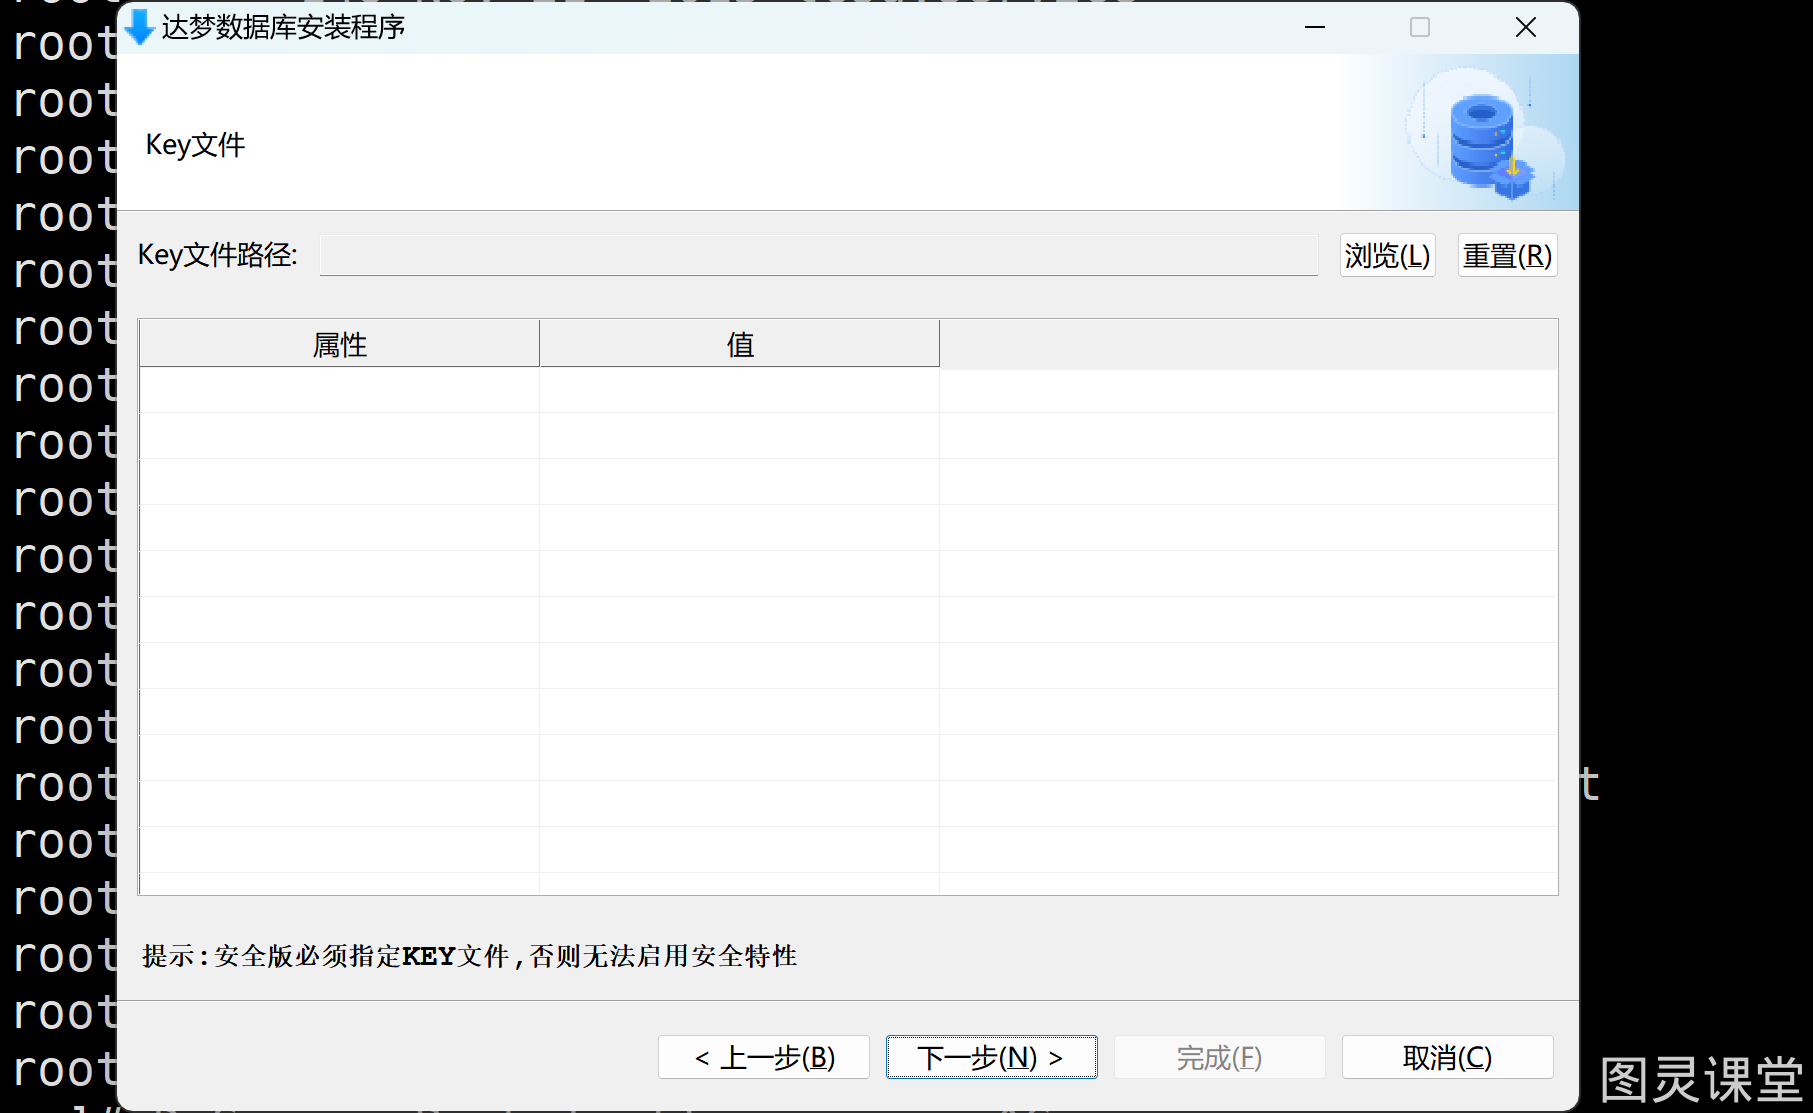 达梦数据库安装程序
Key文件
Key文件路径:
浏览(L)
重置(R)
属性
值
提示:安全版必须指定KEY文件,否则无法启用安全特性
< 上一步(B)
下一步(N) >
完成(F)
取消(C)
root
root
root
root
root
root
root
root
root
root
root
root
root
root
t
root
root
root
root
root
图灵课堂